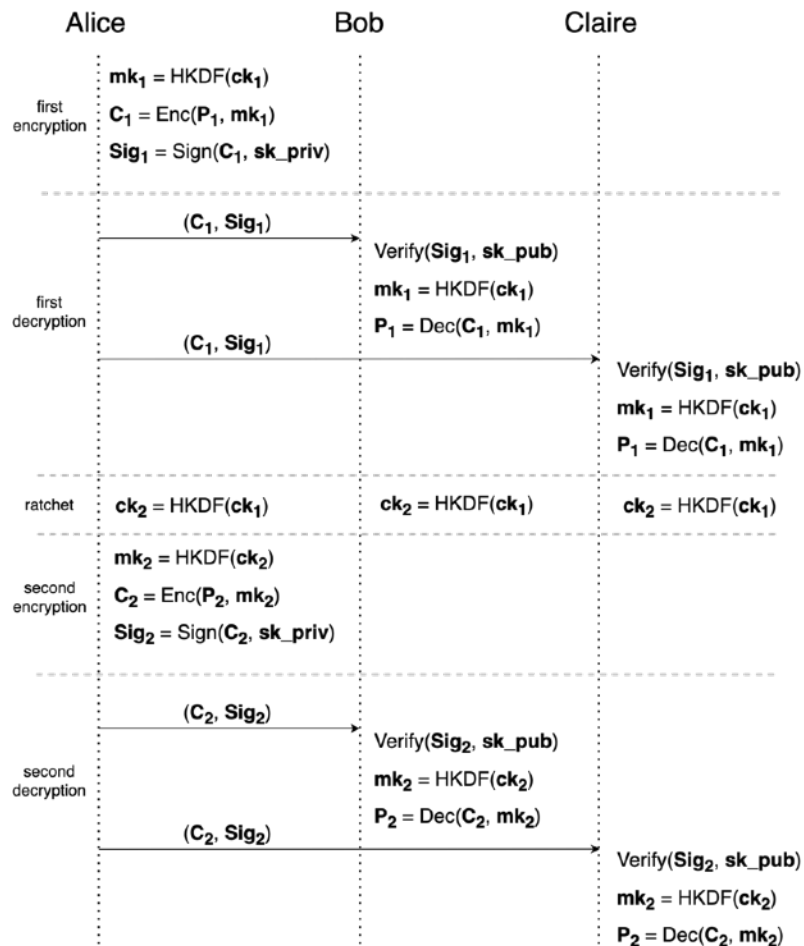 Alice Bob Claire
first
encryption
mk₁ = HKDF(ck₁)
C₁ = Enc(P₁, mk₁)
Sig₁ = Sign(C₁, sk_priv)
first
decryption
(C₁, Sig₁)
Verify(Sig₁, sk_pub)
mk₁ = HKDF(ck₁)
P₁ = Dec(C₁, mk₁)
(C₁, Sig₁)
Verify(Sig₁, sk_pub)
mk₁ = HKDF(ck₁)
P₁ = Dec(C₁, mk₁)
ratchet ck₂ = HKDF(ck₁) ck₂ = HKDF(ck₁) ck₂ = HKDF(ck₁)
second
encryption
mk₂ = HKDF(ck₂)
C₂ = Enc(P₂, mk₂)
Sig₂ = Sign(C₂, sk_priv)
second
decryption
(C₂, Sig₂)
Verify(Sig₂, sk_pub)
mk₂ = HKDF(ck₂)
P₂ = Dec(C₂, mk₂)
(C₂, Sig₂)
Verify(Sig₂, sk_pub)
mk₂ = HKDF(ck₂)
P₂ = Dec(C₂, mk₂)